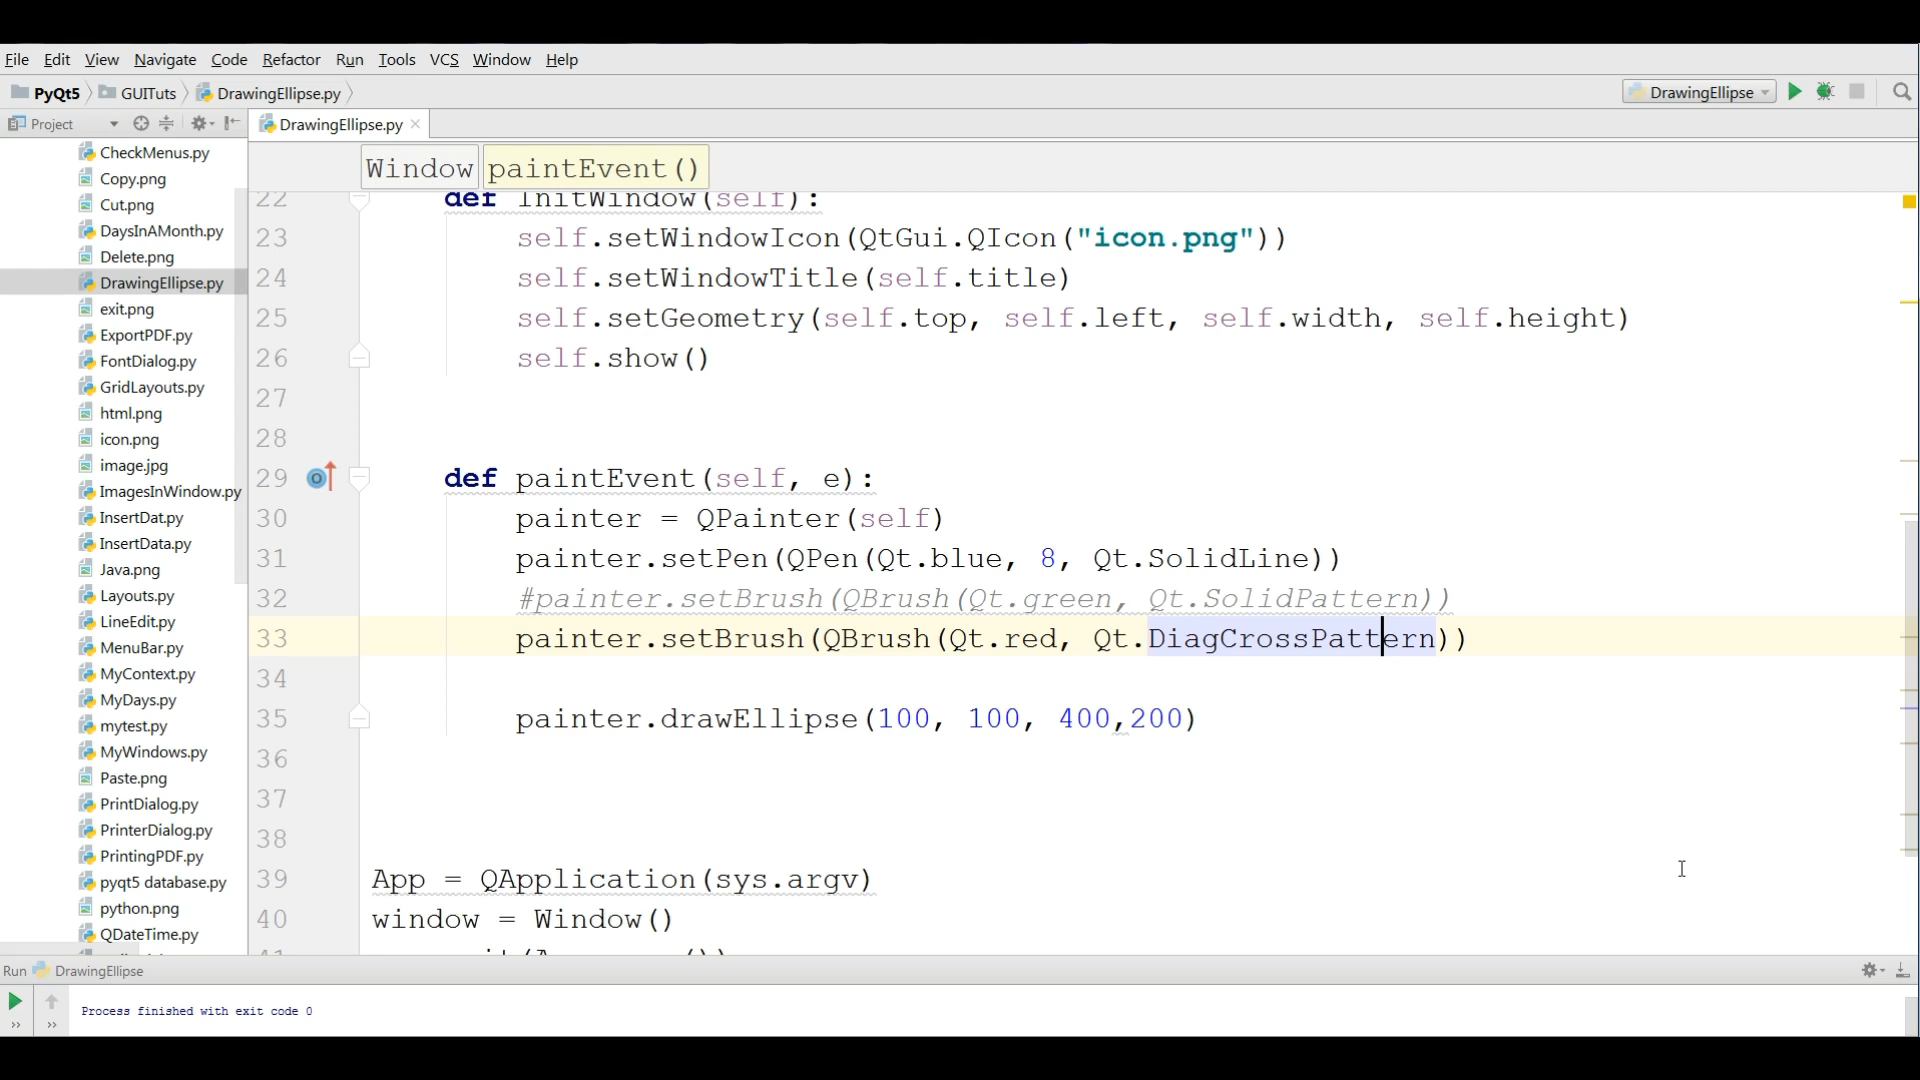 File Edit View Navigate Code Refactor Run Tools VCS Window Help
PyQt5 GUITuts DrawingEllipse.py DrawingEllipse
Project DrawingEllipse.py
Window paintEvent()
CheckMenus.py
Copy.png
Cut.png
DaysInAMonth.py
Delete.png
DrawingEllipse.py
exit.png
ExportPDF.py
FontDialog.py
GridLayouts.py
html.png
icon.png
image.jpg
ImagesInWindow.py
InsertDat.py
InsertData.py
Java.png
Layouts.py
LineEdit.py
MenuBar.py
MyContext.py
MyDays.py
mytest.py
MyWindows.py
Paste.png
PrintDialog.py
PrinterDialog.py
PrintingPDF.py
pyqt5 database.py
python.png
QDateTime.py
22 def InitWindow(self):
23 self.setWindowIcon(QtGui.QIcon("icon.png"))
24 self.setWindowTitle(self.title)
25 self.setGeometry(self.top, self.left, self.width, self.height)
26 self.show()
27
28
29 def paintEvent(self, e):
30 painter = QPainter(self)
31 painter.setPen(QPen(Qt.blue, 8, Qt.SolidLine))
32 #painter.setBrush(QBrush(Qt.green, Qt.SolidPattern))
33 painter.setBrush(QBrush(Qt.red, Qt.DiagCrossPattern))
34
35 painter.drawEllipse(100, 100, 400,200)
36
37
38
39 App = QApplication(sys.argv)
40 window = Window()
Run DrawingEllipse
Process finished with exit code 0